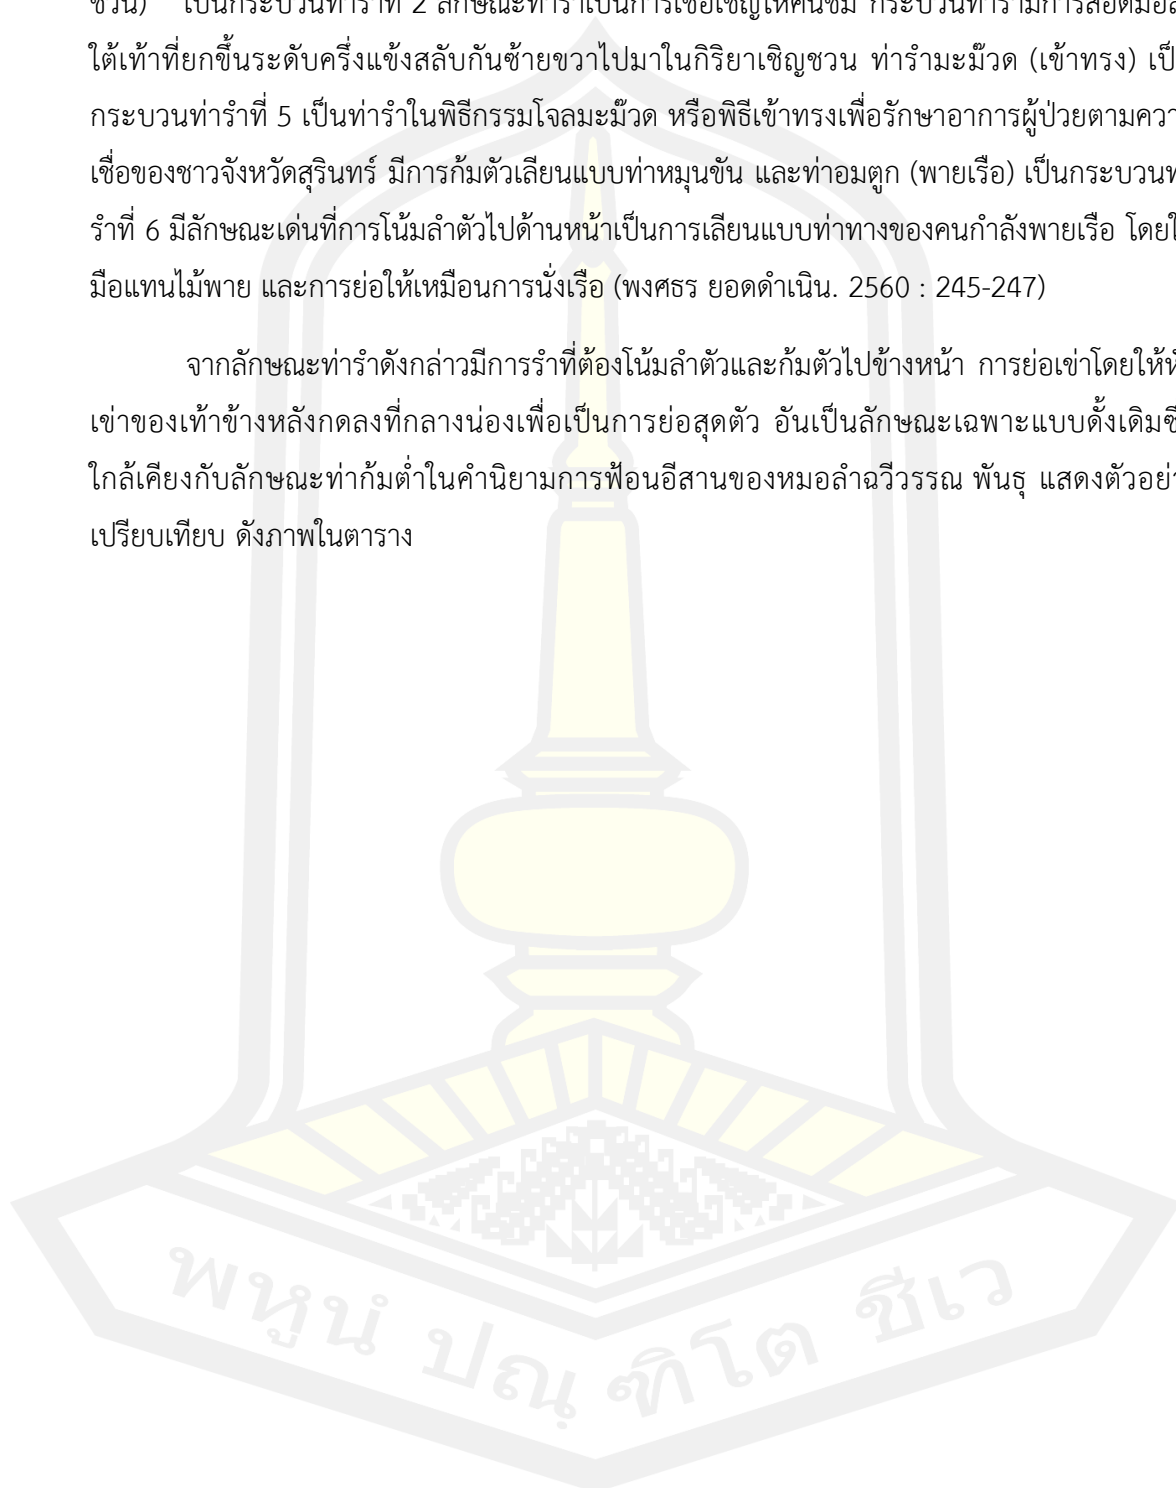 ชวน) เป็นกระบวนท่ารำที่ 2 ลักษณะท่ารำเป็นการเชื้อเชิญให้คนชม กระบวนท่ารำมีการสอดมือ
ใต้เท้าที่ยกขึ้นระดับครึ่งแข้งสลับกันซ้ายขวาไปมาในกิริยาเชิญชวน ท่ารำมะม๊วด (เข้าทรง) เป็
กระบวนท่ารำที่ 5 เป็นท่ารำในพิธีกรรมโจลมะม๊วด หรือพิธีเข้าทรงเพื่อรักษาอาการผู้ป่วยตามควา
เชื่อของชาวจังหวัดสุรินทร์ มีการก้มตัวเลียนแบบท่าหมุนขัน และท่าอมตูก (พายเรือ) เป็นกระบวนท
รำที่ 6 มีลักษณะเด่นที่การโน้มลำตัวไปด้านหน้าเป็นการเลียนแบบท่าทางของคนกำลังพายเรือ โดยใ
มือแทนไม้พาย และการย่อให้เหมือนการนั่งเรือ (พงศธร ยอดดำเนิน. 2560 : 245-247)
จากลักษณะท่ารำดังกล่าวมีการรำที่ต้องโน้มลำตัวและก้มตัวไปข้างหน้า การย่อเข่าโดยให้หั
เข่าของเท้าข้างหลังกดลงที่กลางน่องเพื่อเป็นการย่อสุดตัว อันเป็นลักษณะเฉพาะแบบดั้งเดิมซึ
ใกล้เคียงกับลักษณะท่าก้มต่ำในคำนิยามการฟ้อนอีสานของหมอลำฉวีวรรณ พันธุ แสดงตัวอย่า
เปรียบเทียบ ดังภาพในตาราง
พหูนํ ปณฺฑิโต ชีเว